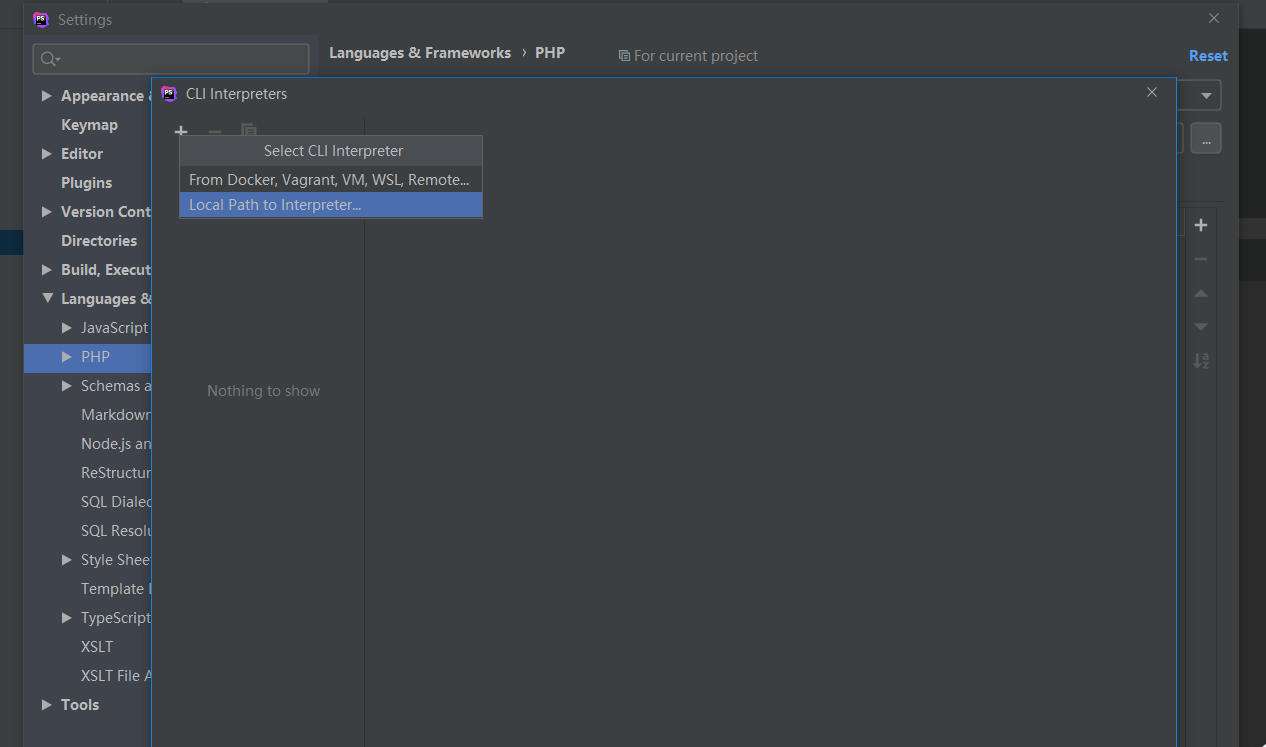 Settings
Languages & Frameworks › PHP
For current project
Reset
Appearance &
Keymap
Editor
Plugins
Version Cont
Directories
Build, Execut
Languages &
JavaScript
PHP
Schemas a
Markdown
Node.js an
ReStructur
SQL Dialec
SQL Resolu
Style Shee
Template
TypeScript
XSLT
XSLT File A
Tools
PS
CLI Interpreters
Select CLI Interpreter
From Docker, Vagrant, VM, WSL, Remote...
Local Path to Interpreter...
Nothing to show
...